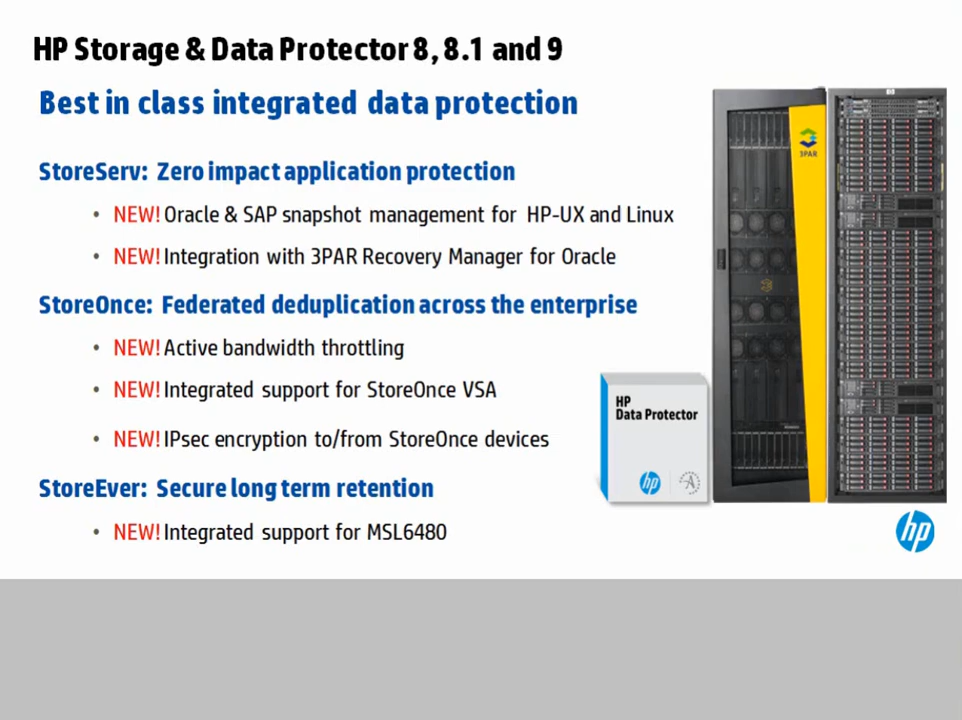 HP Storage & Data Protector 8, 8.1 and 9
Best in class integrated data protection
StoreServ: Zero impact application protection
• NEW! Oracle & SAP snapshot management for HP-UX and Linux
• NEW! Integration with 3PAR Recovery Manager for Oracle
StoreOnce: Federated deduplication across the enterprise
• NEW! Active bandwidth throttling
• NEW! Integrated support for StoreOnce VSA
• NEW! IPsec encryption to/from StoreOnce devices
StoreEver: Secure long term retention
• NEW! Integrated support for MSL6480
3PAR
HP
Data Protector
hp
hp